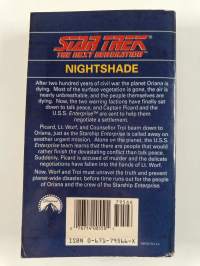 STAR TREK
THE NEXT GENERATION
NIGHTSHADE
After two hundred years of civil war the planet Oriana is
dying. Most of the surface vegetation is gone, the air is
nearly unbreathable, and the people themselves are
dying. Now, the two warring factions have finally sat
down to talk peace, and Captain Picard and the
U.S.S. Enterprise are sent to help them
negotiate a settlement.
Picard, Lt. Worf, and Counselor Troi beam down to
Oriana, just as the Starship Enterprise is called away on
another urgent mission. Alone on the planet, the U.S.S.
Enterprise team learns that there are people that would
rather finish the devastating conflict than talk peace.
Suddenly, Picard is accused of murder and the delicate
negotiations have fallen into the hands of Lt. Worf.
Now, Worf and Troi must unravel the truth and prevent
planet-wide disaster, before time runs out for the people
of Oriana and the crew of the Starship Enterprise.
79566
ISBN 0-671-79566-X